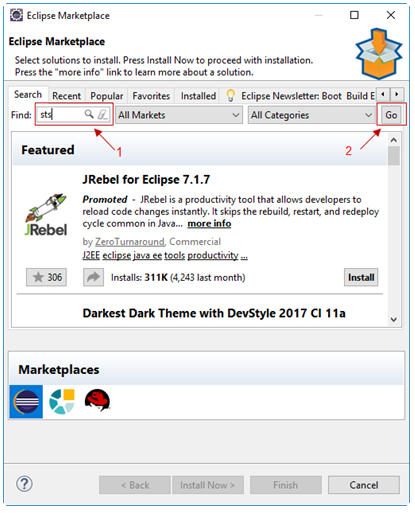 Eclipse Marketplace
Eclipse Marketplace
Select solutions to install. Press Install Now to proceed with installation.
Press the "more info" link to learn more about a solution.
Search Recent Popular Favorites Installed Eclipse Newsletter: Boot Build E
Find: sts All Markets All Categories Go
1 2
Featured
JRebel for Eclipse 7.1.7
Promoted - JRebel is a productivity tool that allows developers to
reload code changes instantly. It skips the rebuild, restart, and redeploy
cycle common in Java... more info
JRebel
by ZeroTurnaround, Commercial
J2EE eclipse java ee tools productivity ...
306 Installs: 311K (4,243 last month) Install
Darkest Dark Theme with DevStyle 2017 CI 11a
Marketplaces
? < Back Install Now > Finish Cancel